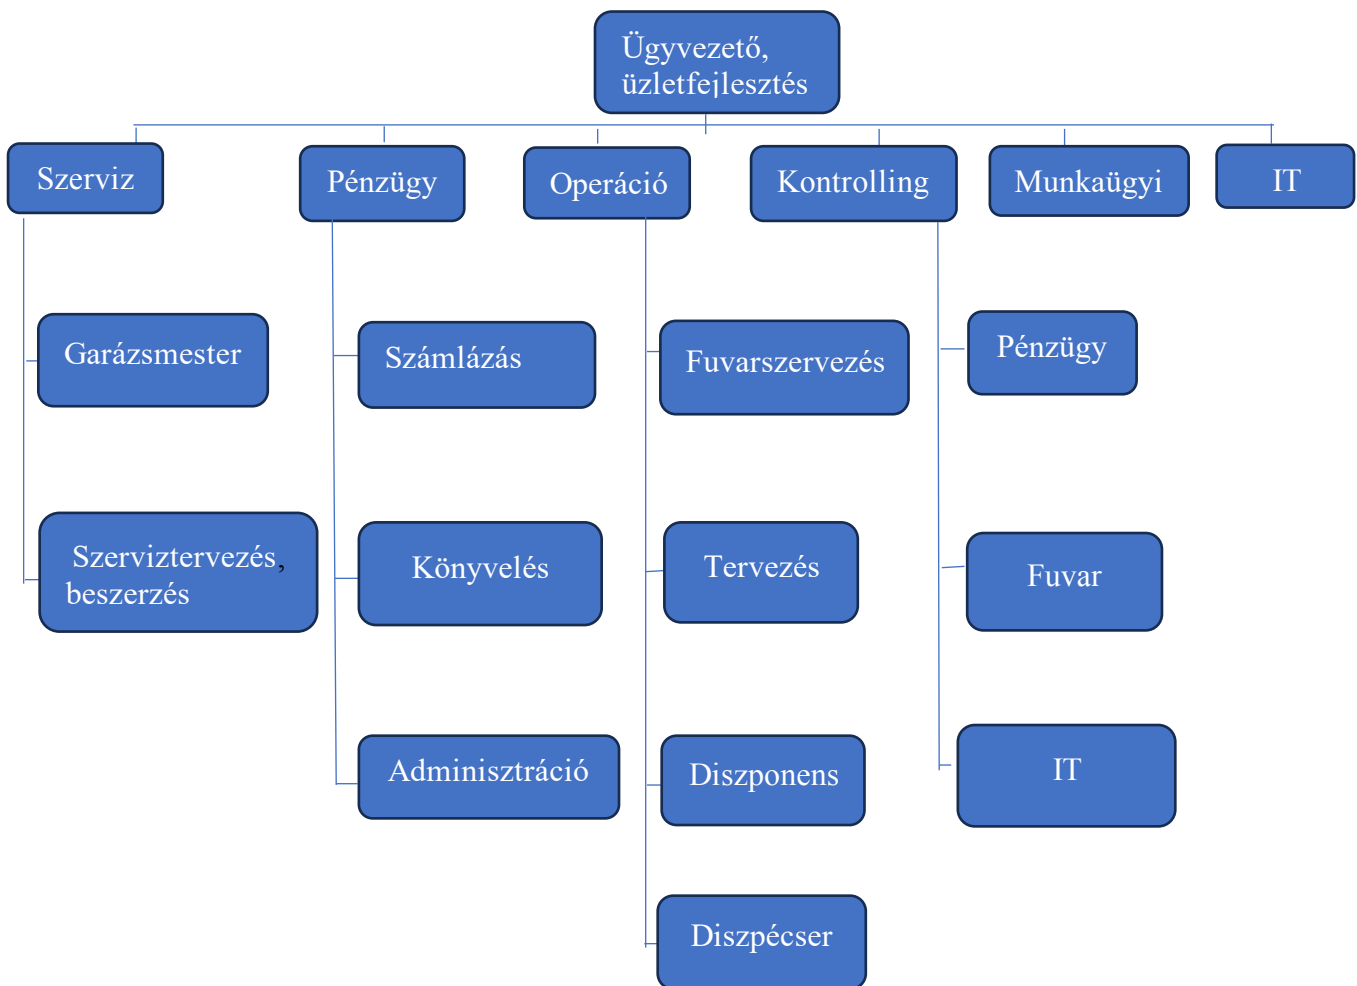 Ügyvezető,
üzletfejlesztés
Szerviz
Pénzügy
Operáció
Kontrolling
Munkaügyi
IT
Garázsmester
Számlázás
Fuvarszervezés
Pénzügy
Szerviztervezés,
beszerzés
Könyvelés
Tervezés
Fuvar
Adminisztráció
Diszponens
IT
Diszpécser